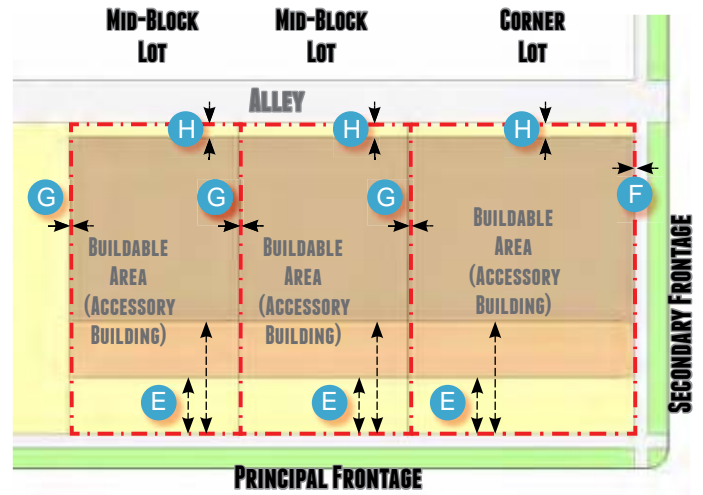 Mid-Block
Lot
Mid-Block
Lot
Corner
Lot
Alley
H
H
H
G
G
G
F
Buildable
Area
(Accessory
Building)
Buildable
Area
(Accessory
Building)
Buildable
Area
(Accessory
Building)
E
E
E
Secondary Frontage
Principal Frontage